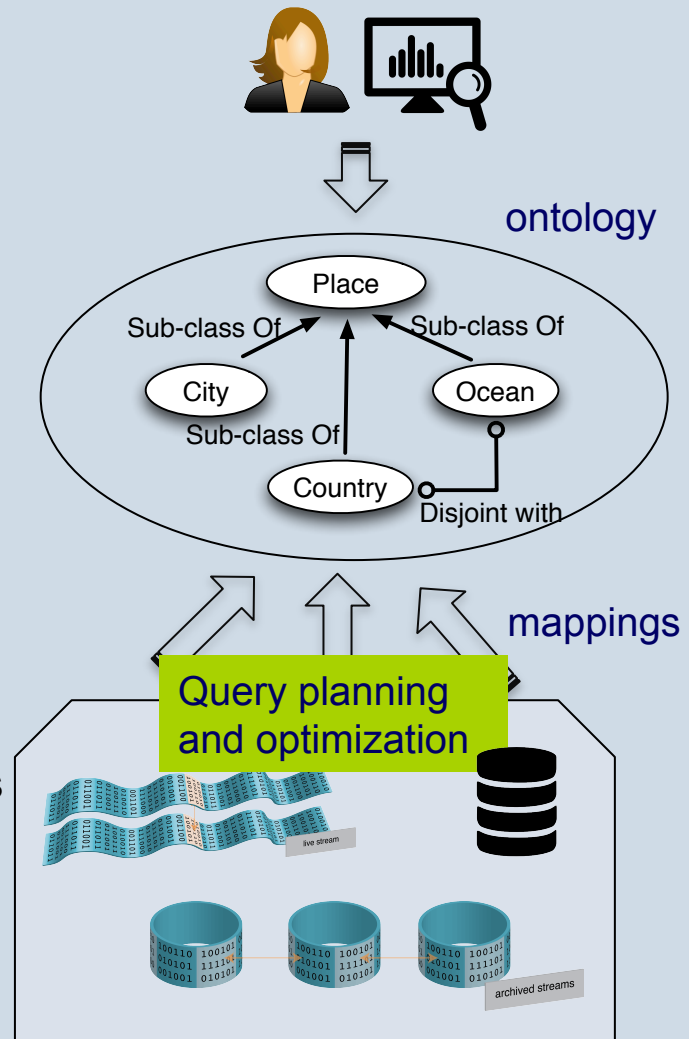 ontology
Place
Sub-class Of
Sub-class Of
City
Ocean
Sub-class Of
Country
Disjoint with
mappings
Query planning
and optimization
s
live stream
archived streams